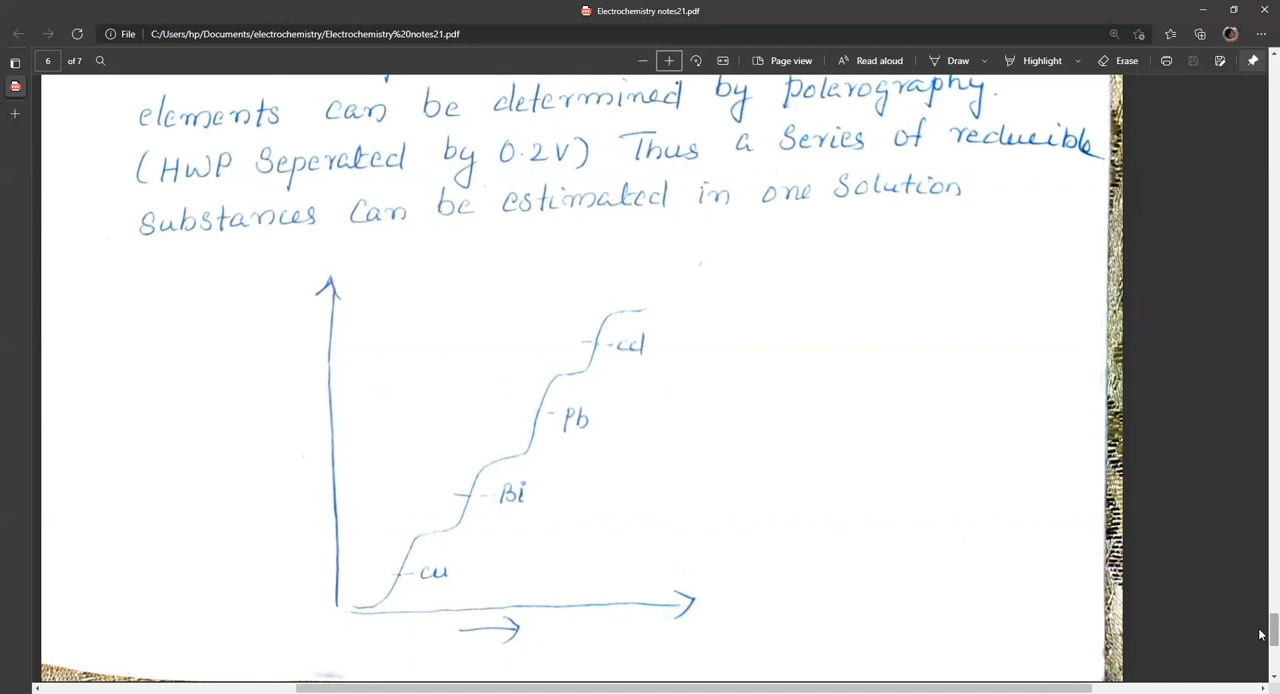 Electrochemistry notes21.pdf
File C:/Users/hp/Documents/electrochemistry/Electrochemistry%20notes21.pdf
6 of 7 Page view Read aloud Draw Highlight Erase
elements can be determined by polarography.
(HWP Seperated by 0.2V) Thus a Series of reducible
substances can be estimated in one solution
cd
Pb
Bi
cu